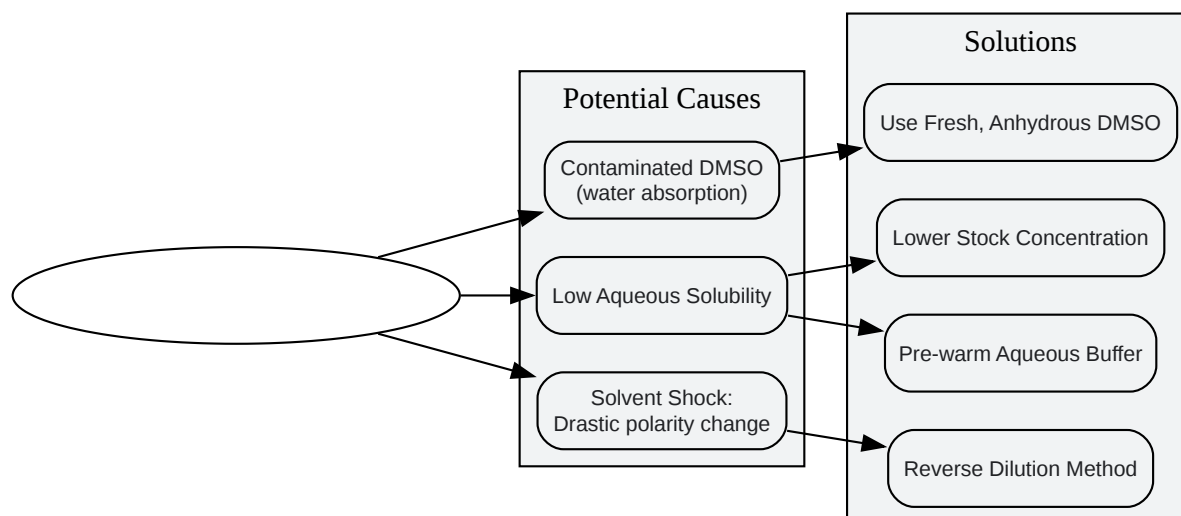 Potential Causes
Contaminated DMSO
(water absorption)
Low Aqueous Solubility
Solvent Shock:
Drastic polarity change
Solutions
Use Fresh, Anhydrous DMSO
Lower Stock Concentration
Pre-warm Aqueous Buffer
Reverse Dilution Method